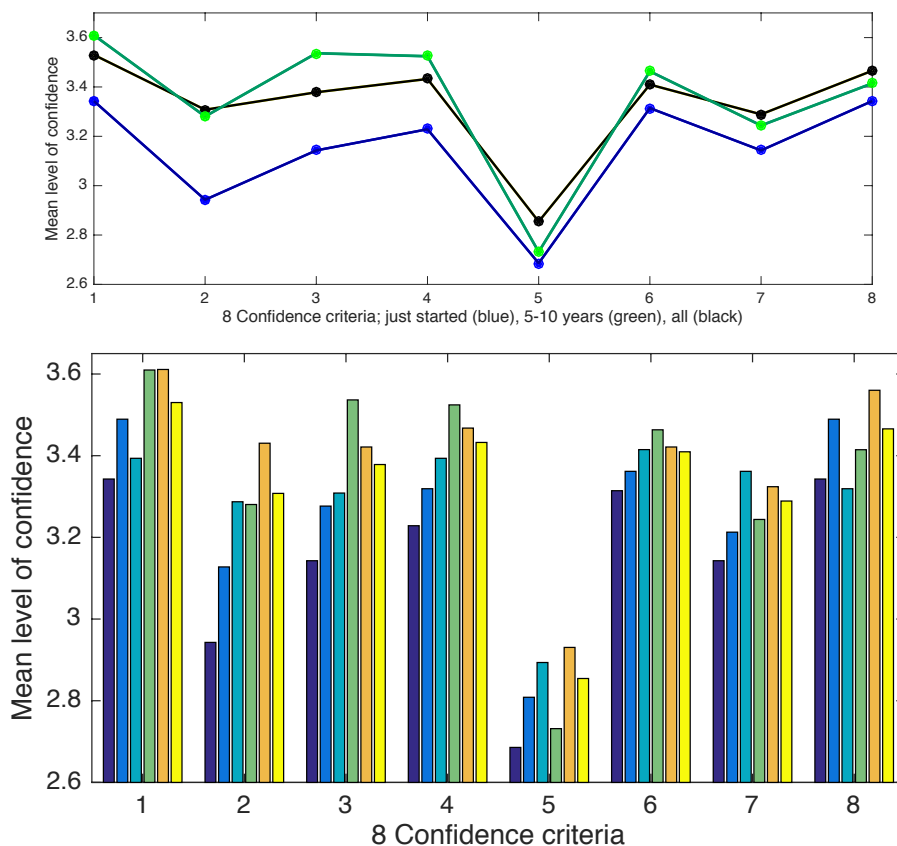 3.6
3.4
3.2
3
2.8
2.6
Mean level of confidence
1 2 3 4 5 6 7 8
8 Confidence criteria; just started (blue), 5-10 years (green), all (black)
3.6
3.4
3.2
3
2.8
2.6
Mean level of confidence
1 2 3 4 5 6 7 8
8 Confidence criteria